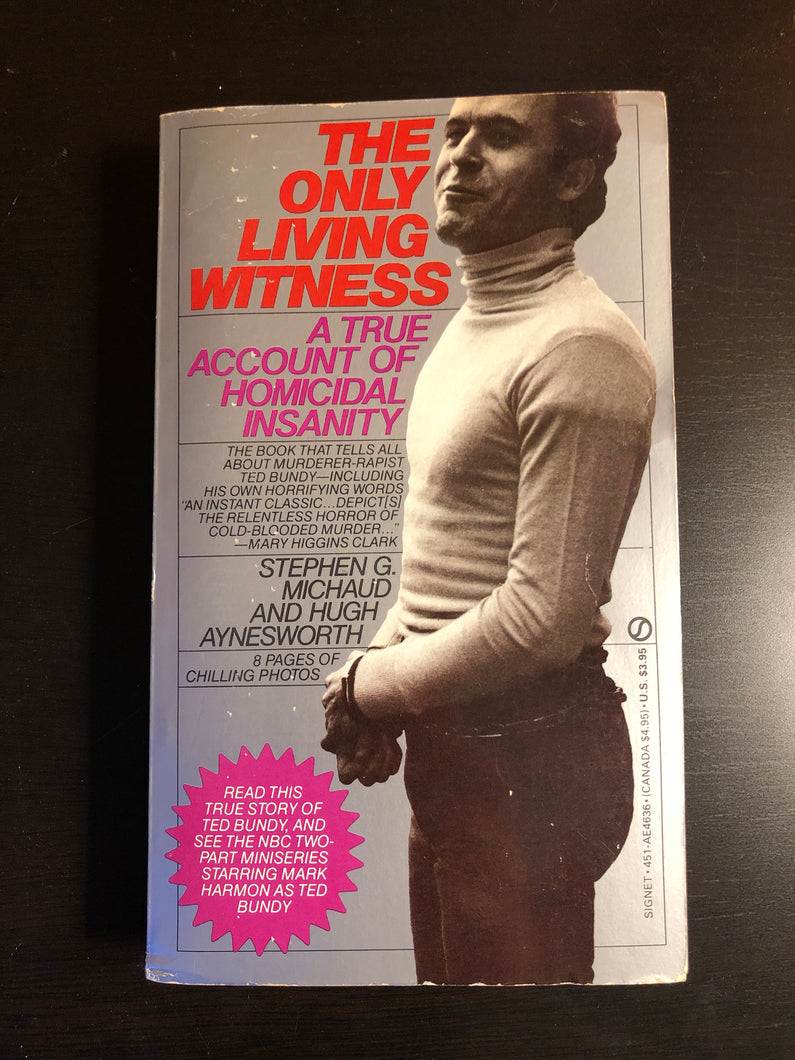 THE
ONLY
LIVING
WITNESS
A TRUE
ACCOUNT OF
HOMICIDAL
INSANITY
THE BOOK THAT TELLS ALL
ABOUT MURDERER-RAPIST
TED BUNDY—INCLUDING
HIS OWN HORRIFYING WORDS
"AN INSTANT CLASSIC...DEPICT[S]
THE RELENTLESS HORROR OF
COLD-BLOODED MURDER..."
—MARY HIGGINS CLARK
STEPHEN G.
MICHAUD
AND HUGH
AYNESWORTH
8 PAGES OF
CHILLING PHOTOS
READ THIS
TRUE STORY OF
TED BUNDY, AND
SEE THE NBC TWO-
PART MINISERIES
STARRING MARK
HARMON AS TED
BUNDY
SIGNET • 451-AE4636 • (CANADA $4.95) • U.S. $3.95